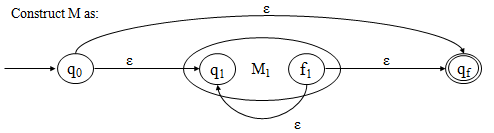 Construct M as:
ε
ε
ε
q0
q1
M1
f1
qf
ε